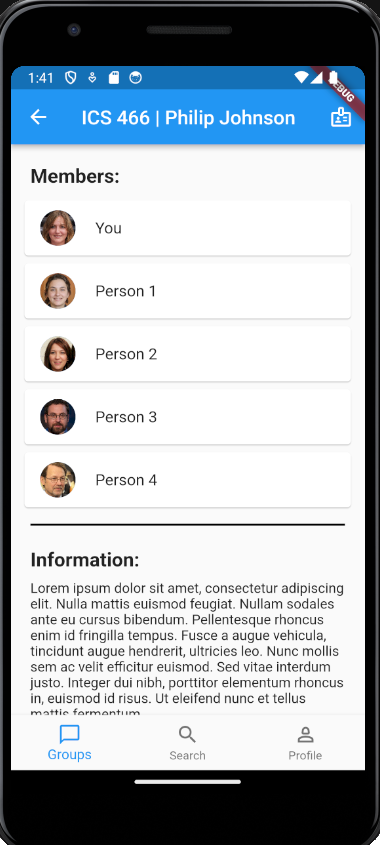 1:41
DEBUG
ICS 466 | Philip Johnson
Members:
You
Person 1
Person 2
Person 3
Person 4
Information:
Lorem ipsum dolor sit amet, consectetur adipiscing
elit. Nulla mattis euismod feugiat. Nullam sodales
ante eu cursus bibendum. Pellentesque rhoncus
enim id fringilla tempus. Fusce a augue vehicula,
tincidunt augue hendrerit, ultricies leo. Nunc mollis
sem ac velit efficitur euismod. Sed vitae interdum
justo. Integer dui nibh, porttitor elementum rhoncus
in, euismod id risus. Ut eleifend nunc et tellus
mattis fermentum
Groups
Search
Profile